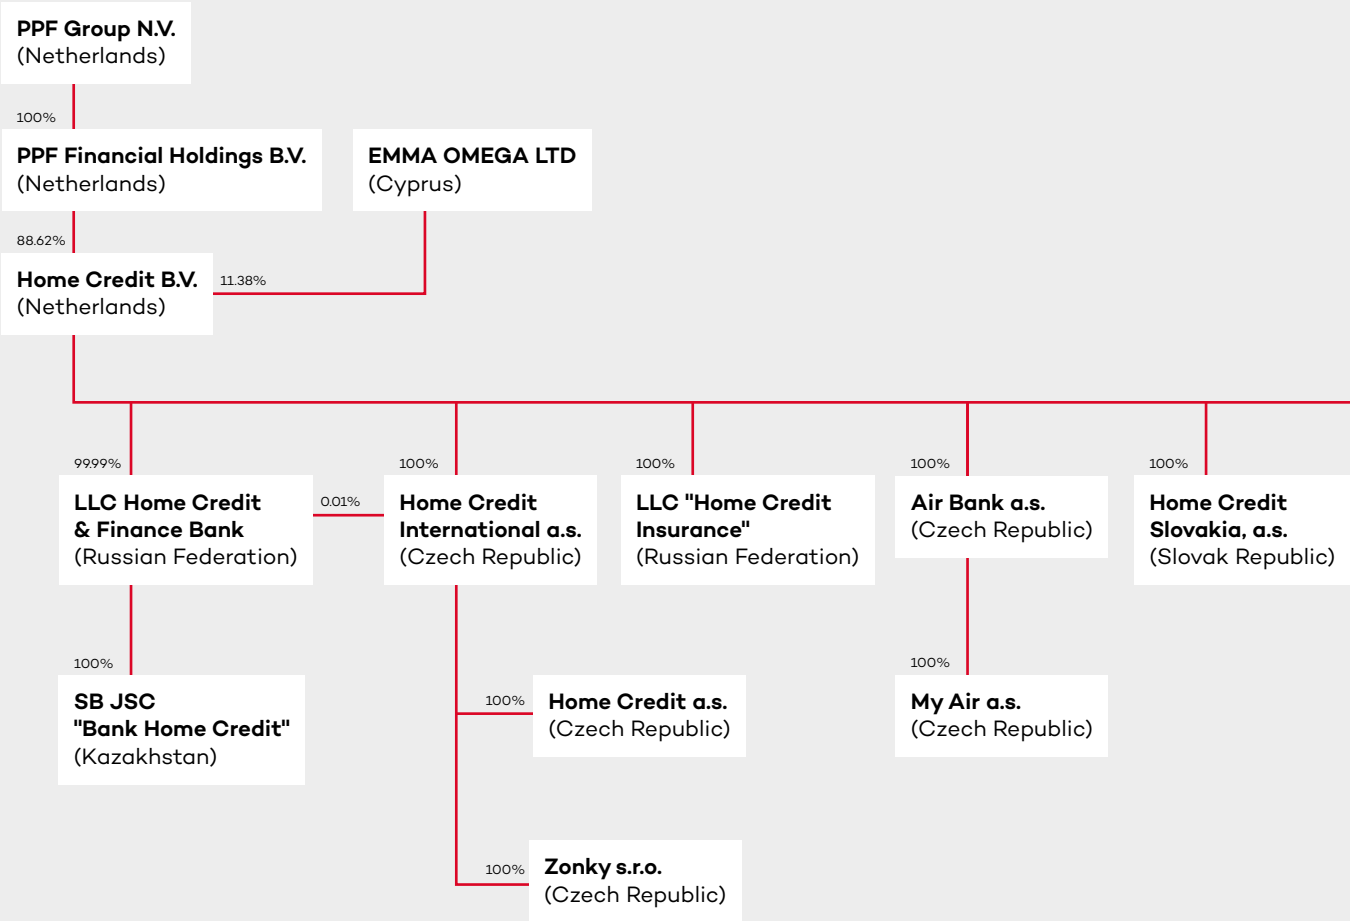 PPF Group N.V.
(Netherlands)
100%
PPF Financial Holdings B.V.
(Netherlands)
EMMA OMEGA LTD
(Cyprus)
88.62%
Home Credit B.V.
(Netherlands)
11.38%
99.99%
LLC Home Credit
& Finance Bank
(Russian Federation)
0.01%
100%
Home Credit
International a.s.
(Czech Republic)
100%
LLC "Home Credit
Insurance"
(Russian Federation)
100%
Air Bank a.s.
(Czech Republic)
100%
Home Credit
Slovakia, a.s.
(Slovak Republic)
100%
SB JSC
"Bank Home Credit"
(Kazakhstan)
100%
Home Credit a.s.
(Czech Republic)
100%
My Air a.s.
(Czech Republic)
100%
Zonky s.r.o.
(Czech Republic)